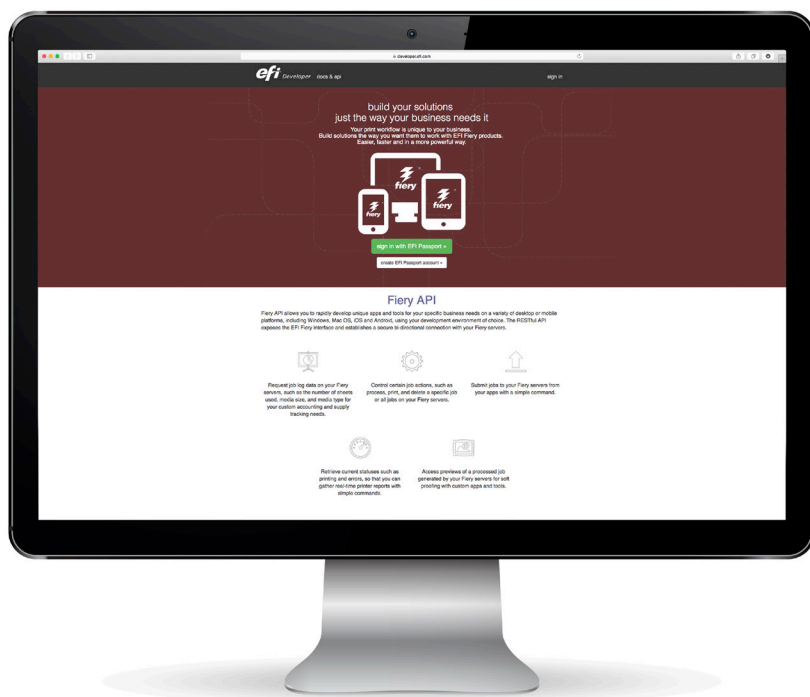 developer.efi.com
efi Developer docs & api sign in
build your solutions
just the way your business needs it
Your print workflow is unique to your business.
Build solutions the way you want them to work with EFI Fiery products.
Easier, faster and in a more powerful way.
fiery
fiery
fiery
sign in with EFI Passport »
create EFI Passport account »
Fiery API
Fiery API allows you to rapidly develop unique apps and tools for your specific business needs on a variety of desktop or mobile
platforms, including Windows, Mac OS, iOS and Android, using your development environment of choice. The RESTful API
exposes the EFI Fiery Interface and establishes a secure bi-directional connection with your Fiery servers.
Request job log data on your Fiery
servers, such as the number of sheets
used, media size, and media type for
your custom accounting and supply
tracking needs.
Control certain job actions, such as
process, print, and delete a specific job
or all jobs on your Fiery servers.
Submit jobs to your Fiery servers from
your apps with a simple command.
Retrieve current statuses such as
printing and errors, so that you can
gather real-time printer reports with
simple commands.
Access previews of a processed job
generated by your Fiery servers for soft
proofing with custom apps and tools.